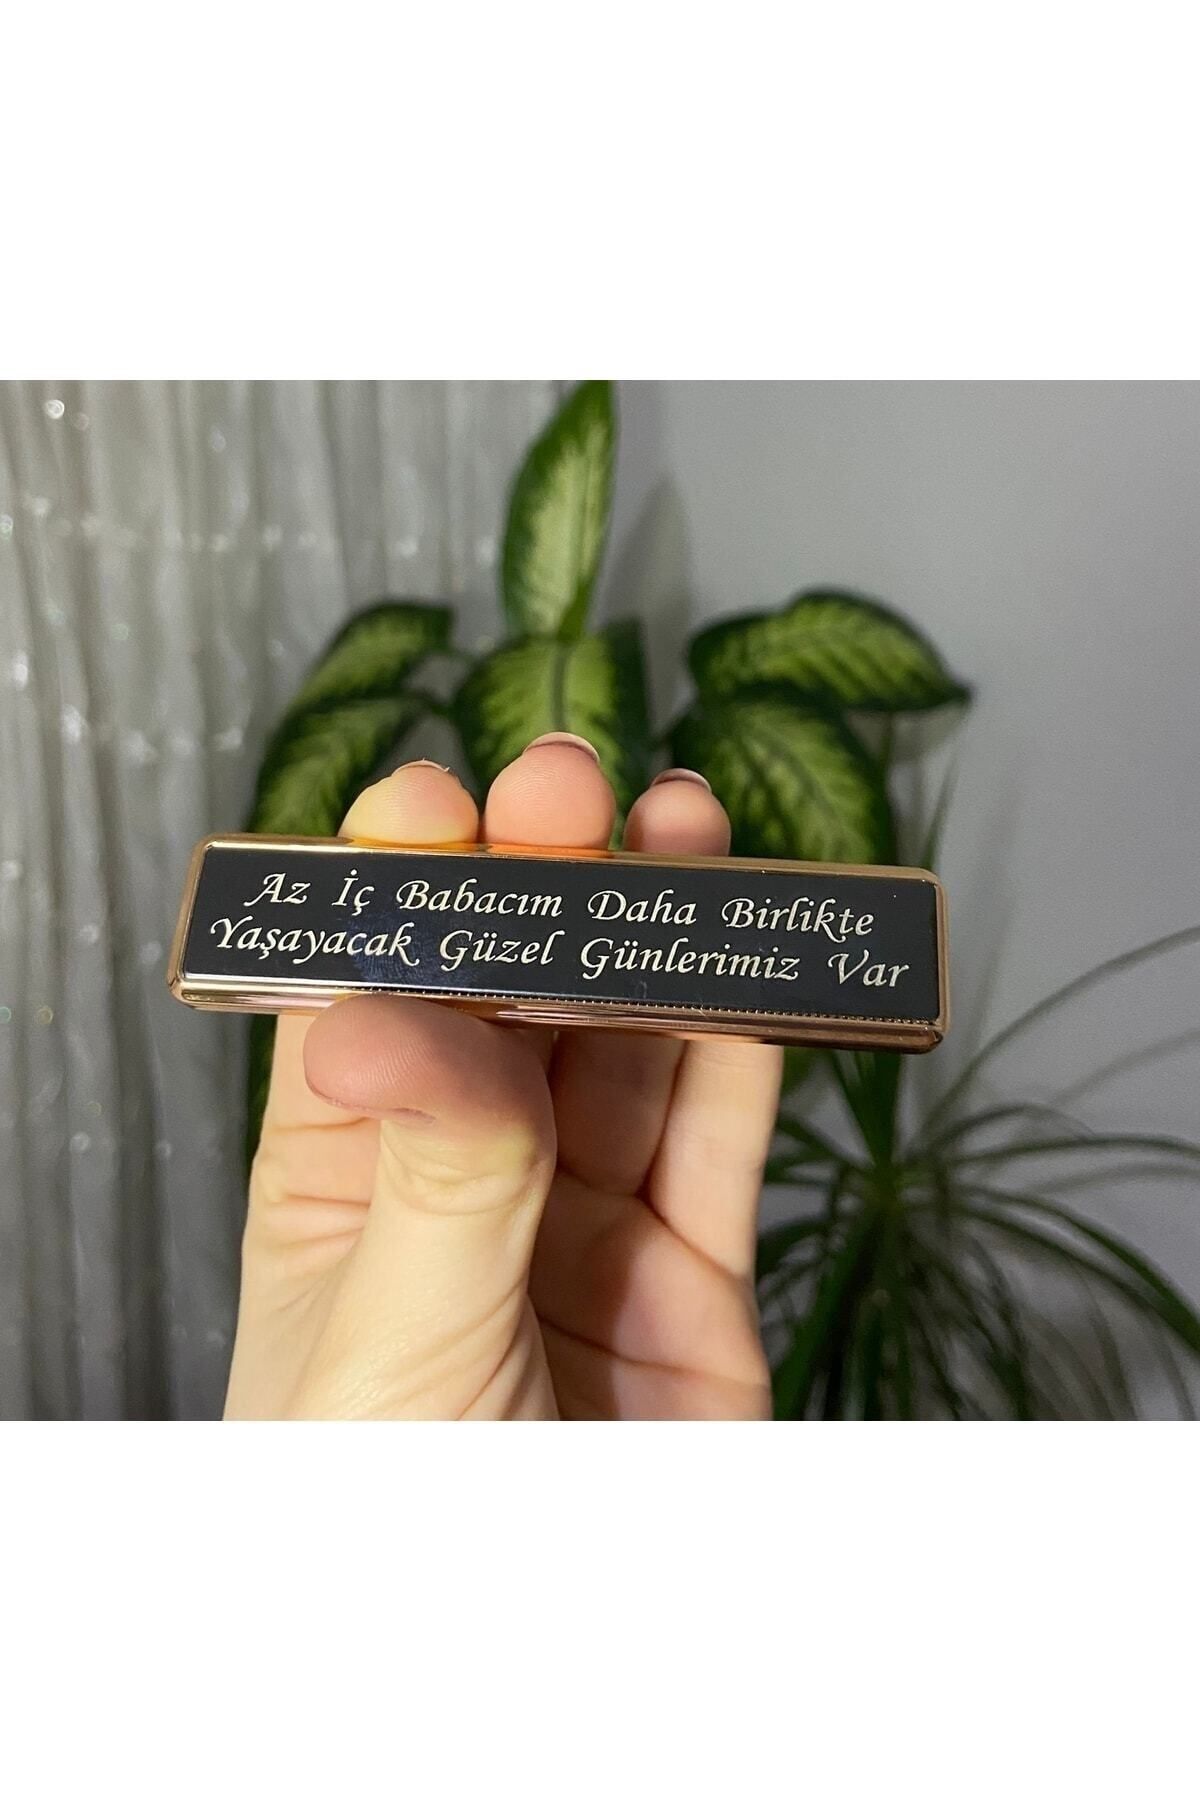 Az İç Babacım Daha Birlikte
Yaşayacak Güzel Günlerimiz Var